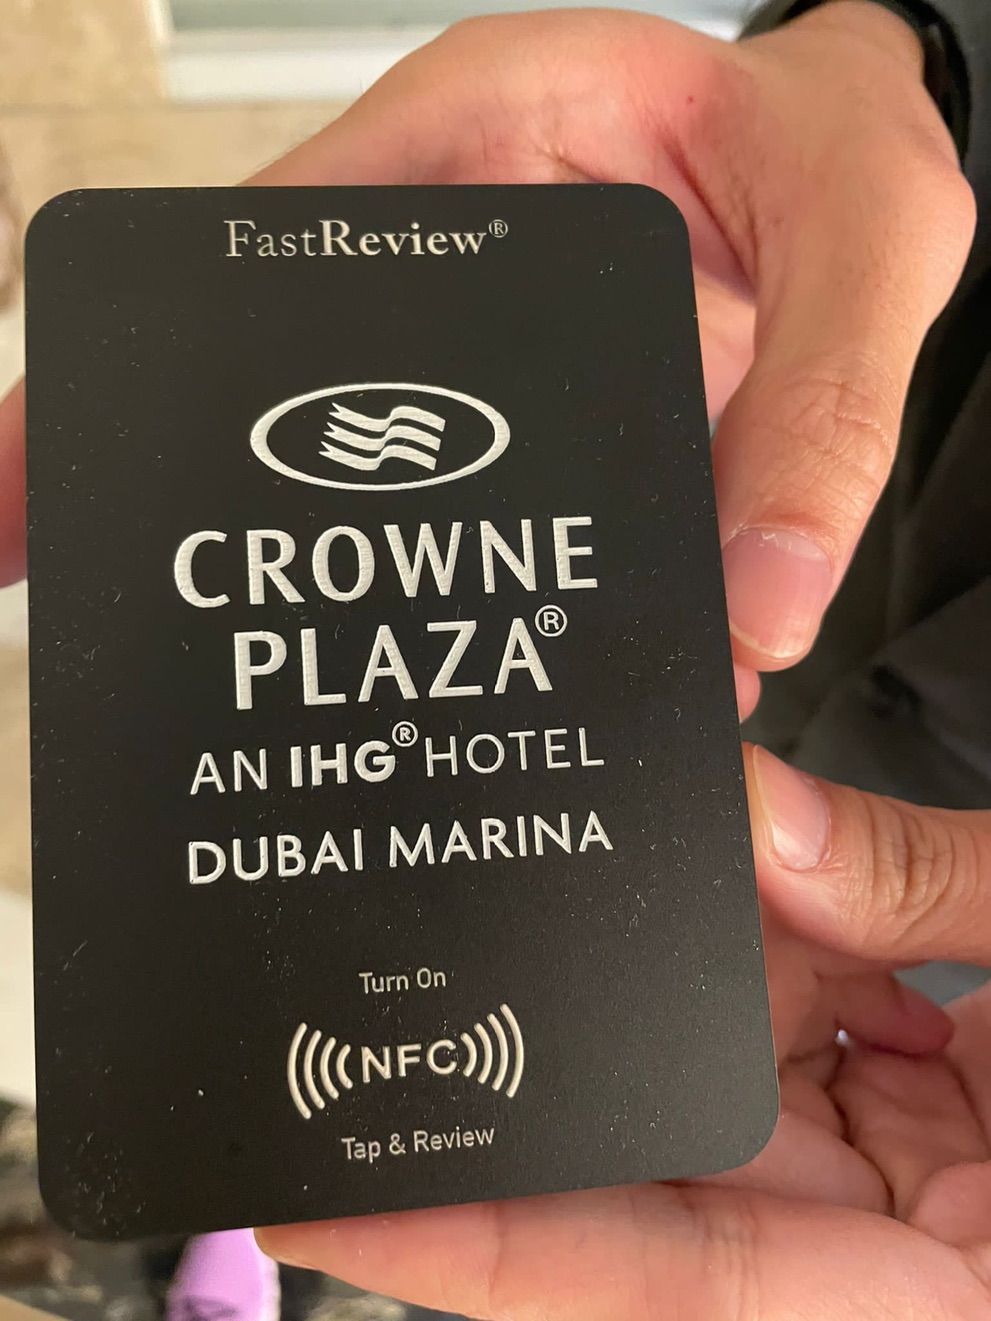 FastReview®
CROWNE
PLAZA®
AN IHG® HOTEL
DUBAI MARINA
Turn On
NFC
Tap & Review